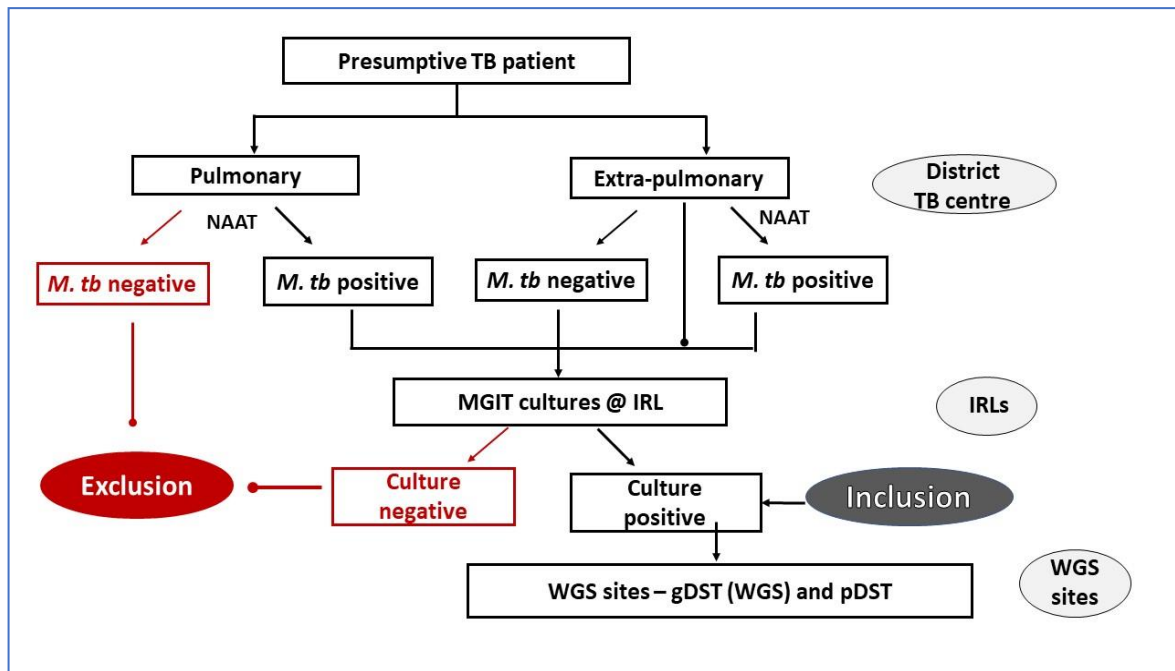 Presumptive TB patient
Pulmonary
Extra-pulmonary
District
TB centre
NAAT
NAAT
M. tb negative
M. tb positive
M. tb negative
M. tb positive
MGIT cultures @ IRL
IRLs
Exclusion
Culture
negative
Culture
positive
Inclusion
WGS sites – gDST (WGS) and pDST
WGS
sites